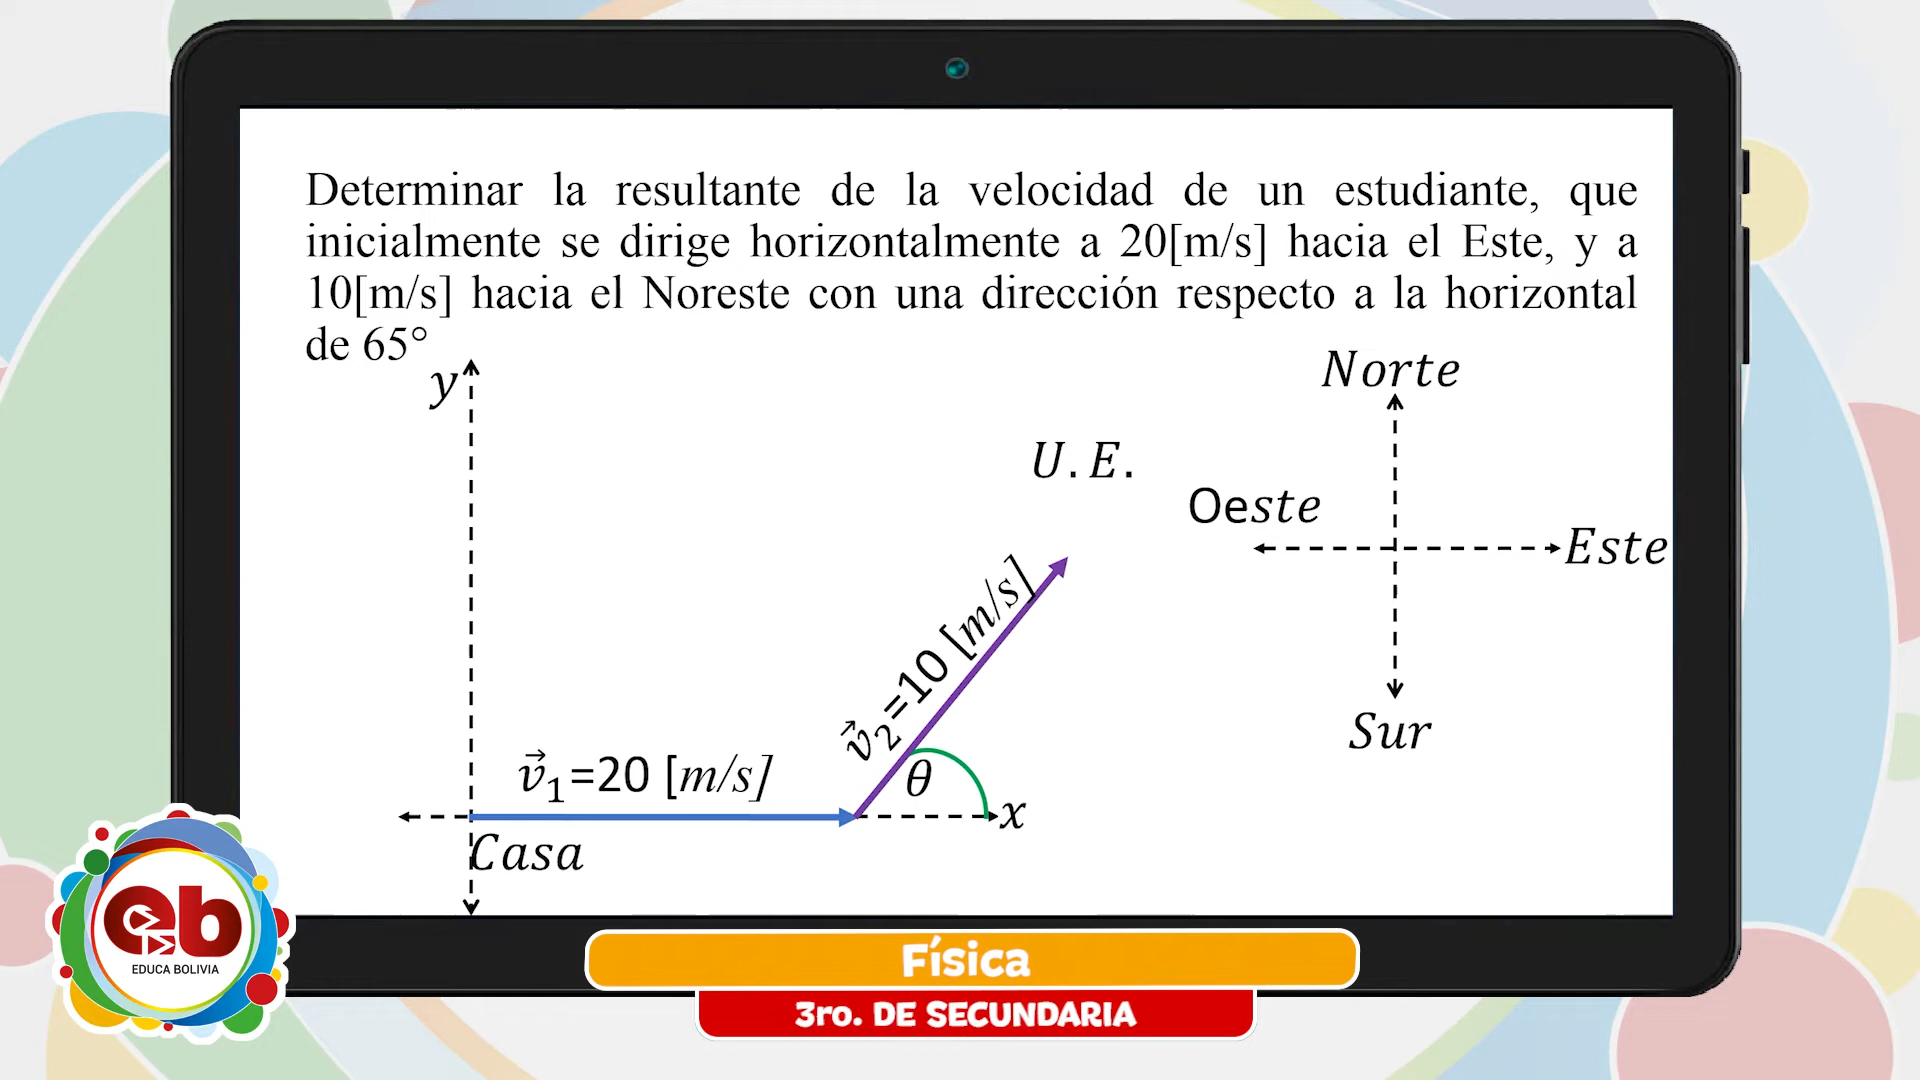 Determinar la resultante de la velocidad de un estudiante, que
inicialmente se dirige horizontalmente a 20[m/s] hacia el Este, y a
10[m/s] hacia el Noreste con una dirección respecto a la horizontal
de 65°
y
Norte
U.E.
Oeste
Este
v⃗₂=10 [m/s]
Sur
v⃗₁=20 [m/s]
θ
x
Casa
eb
EDUCA BOLIVIA
Física
3ro. DE SECUNDARIA